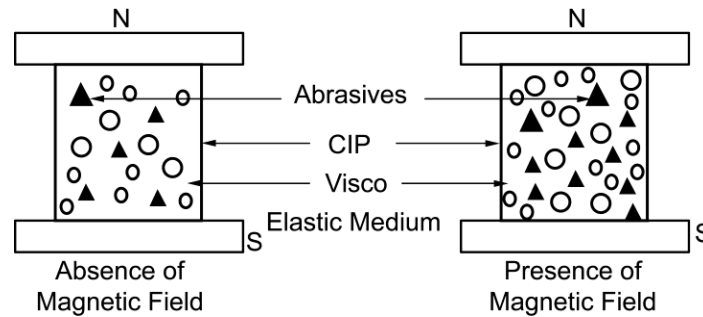 N
N
Abrasives
CIP
Visco
Elastic Medium
S
S
Absence of
Magnetic Field
Presence of
Magnetic Field